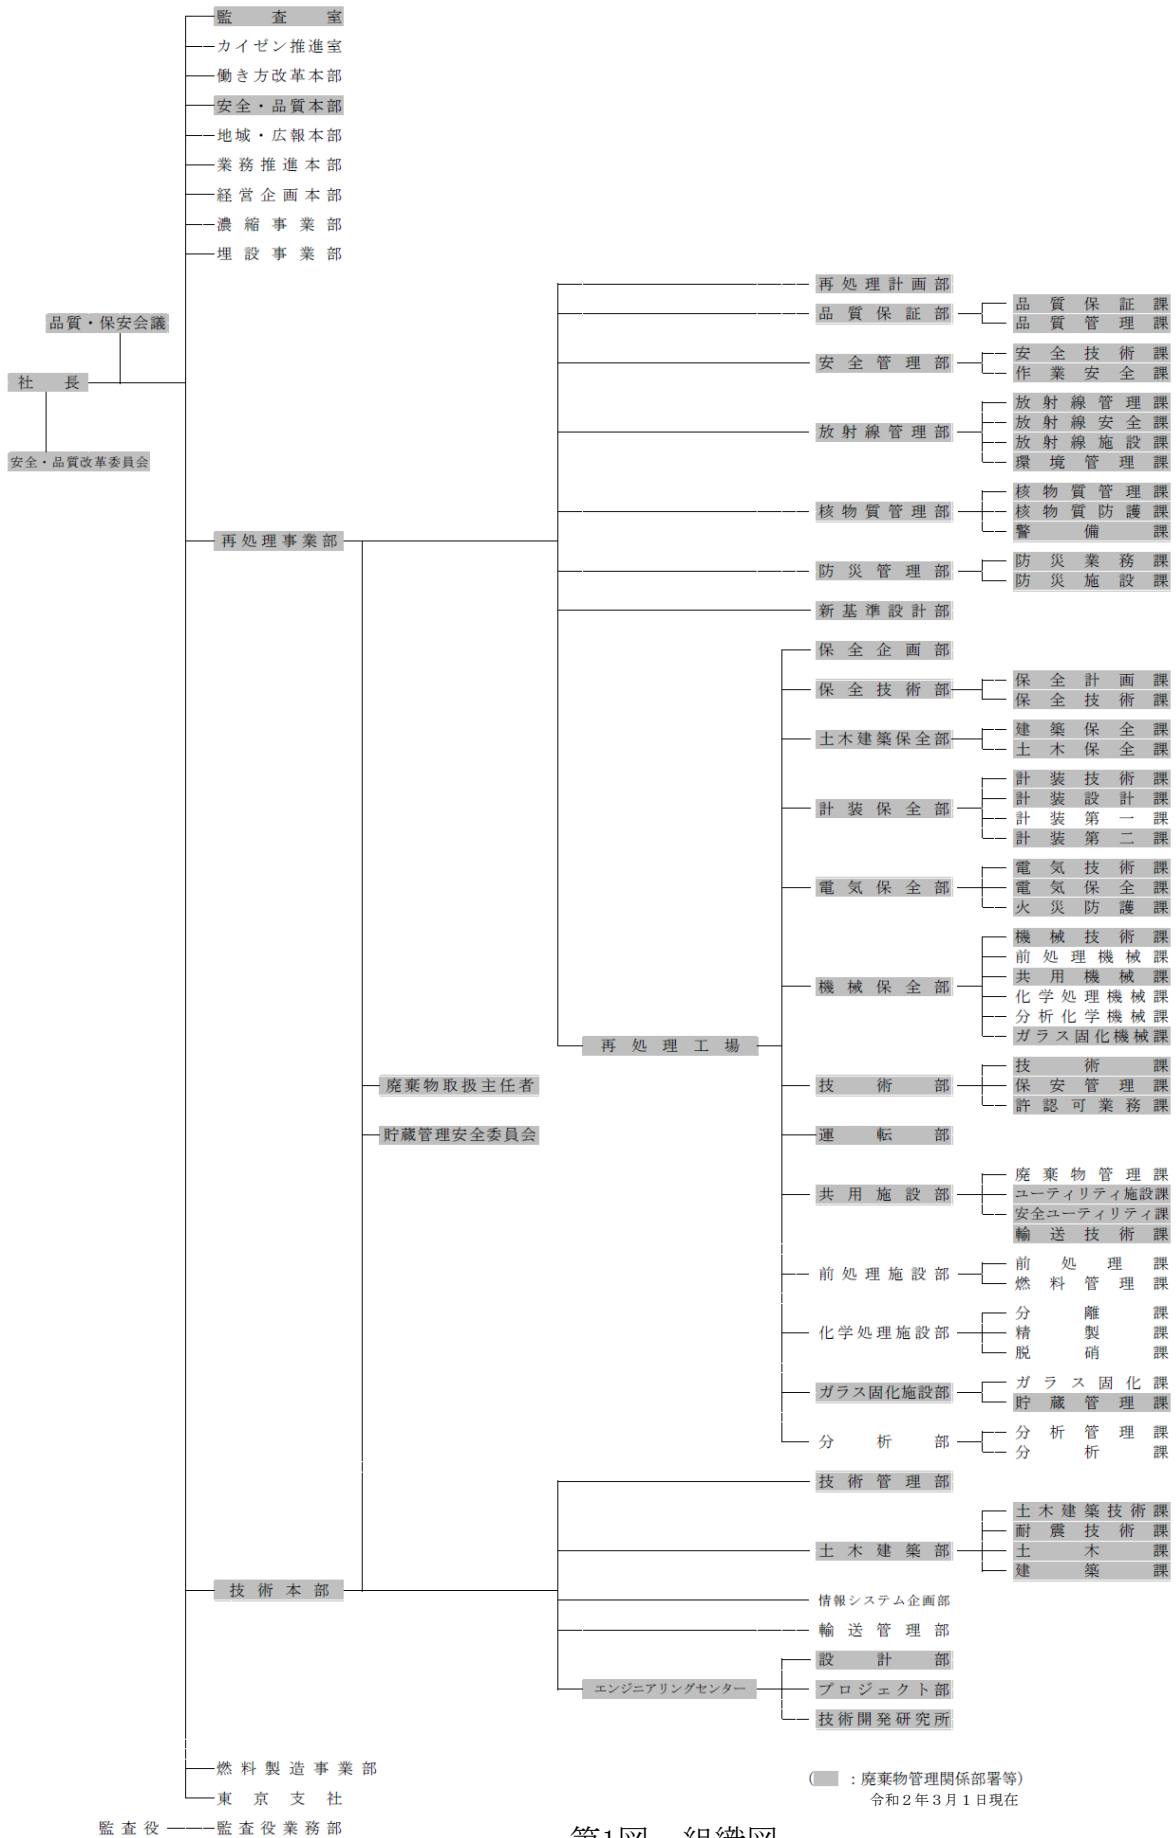 監査室
カイゼン推進室
働き方改革本部
安全・品質本部
地域・広報本部
業務推進本部
経営企画本部
濃縮事業部
埋設事業部
品質・保安会議
社長
安全・品質改革委員会
再処理事業部
再処理計画部
品質保証部
品質保証課
品質管理課
安全管理部
安全技術課
作業安全課
放射線管理部
放射線管理課
放射線安全課
放射線施設課
環境管理課
核物質管理部
核物質管理課
核物質防護課
警備課
防災管理部
防災業務課
防災施設課
新基準設計部
再処理工場
保全企画部
保全技術部
保全計画課
保全技術課
土木建築保全部
建築保全課
土木保全課
計装保全部
計装技術課
計装設計課
計装第一課
計装第二課
電気保全部
電気技術課
電気保全課
火災防護課
機械保全部
機械技術課
前処理機械課
共用機械課
化学処理機械課
分析化学機械課
ガラス固化機械課
技術部
技術課
保安管理課
許認可業務課
運転部
共用施設部
廃棄物管理課
ユーティリティ施設課
安全ユーティリティ課
輸送技術課
前処理施設部
前処理課
燃料管理課
化学処理施設部
分離課
精製課
脱硝課
ガラス固化施設部
ガラス固化課
貯蔵管理課
分析部
分析管理課
分析課
廃棄物取扱主任者
貯蔵管理安全委員会
技術本部
技術管理部
土木建築部
土木建築技術課
耐震技術課
土木課
建築課
情報システム企画部
輸送管理部
エンジニアリングセンター
設計部
プロジェクト部
技術開発研究所
燃料製造事業部
東京支社
監査役
監査役業務部
(　：廃棄物管理関係部署等)
令和2年3月1日現在
第1図　組織図